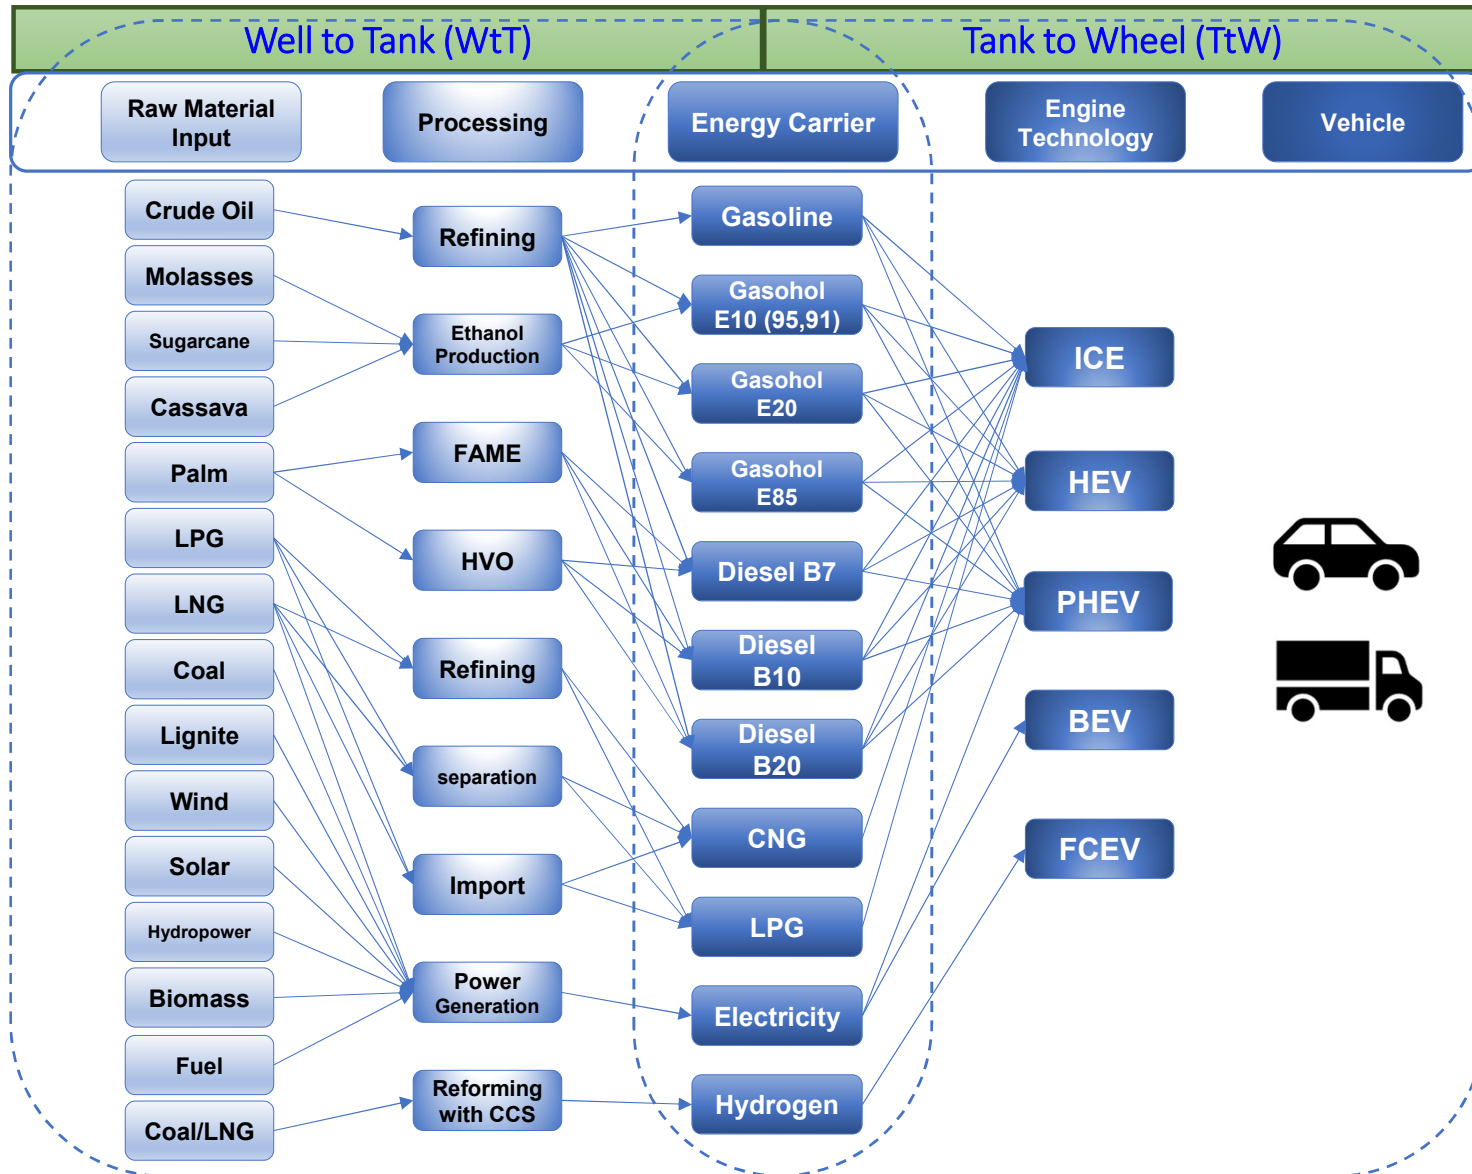 Well to Tank (WtT)
Tank to Wheel (TtW)
Raw Material
Input
Processing
Energy Carrier
Engine
Technology
Vehicle
Crude Oil
Molasses
Sugarcane
Cassava
Palm
LPG
LNG
Coal
Lignite
Wind
Solar
Hydropower
Biomass
Fuel
Coal/LNG
Refining
Ethanol
Production
FAME
HVO
Refining
separation
Import
Power
Generation
Reforming
with CCS
Gasoline
Gasohol
E10 (95,91)
Gasohol
E20
Gasohol
E85
Diesel B7
Diesel
B10
Diesel
B20
CNG
LPG
Electricity
Hydrogen
ICE
HEV
PHEV
BEV
FCEV